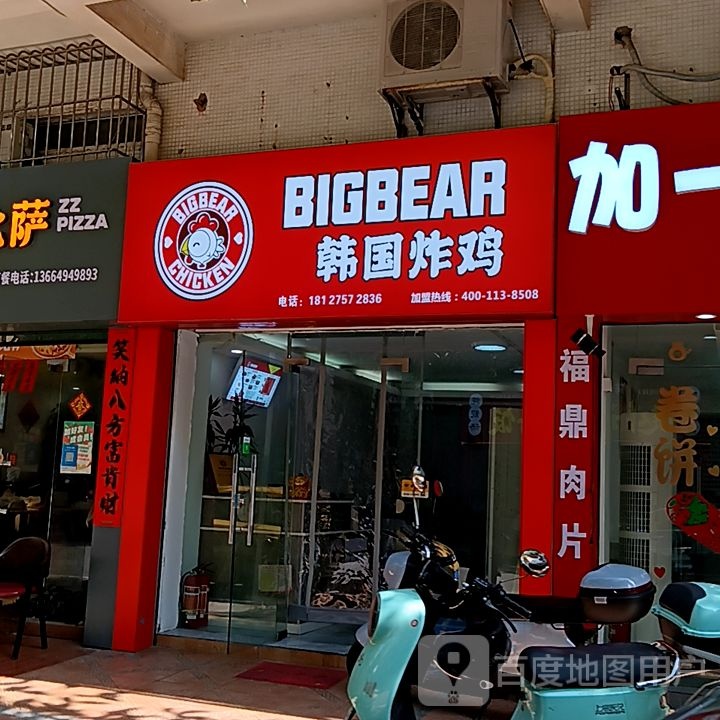 萨
ZZ
PIZZA
餐电话:13664949893
笑纳八方富肯财
BIGBEAR
CHICKEN
BIGBEAR
韩国炸鸡
电话：181 2757 2836
加盟热线：400-113-8508
加一
福鼎肉片
卷饼
百度地图用户